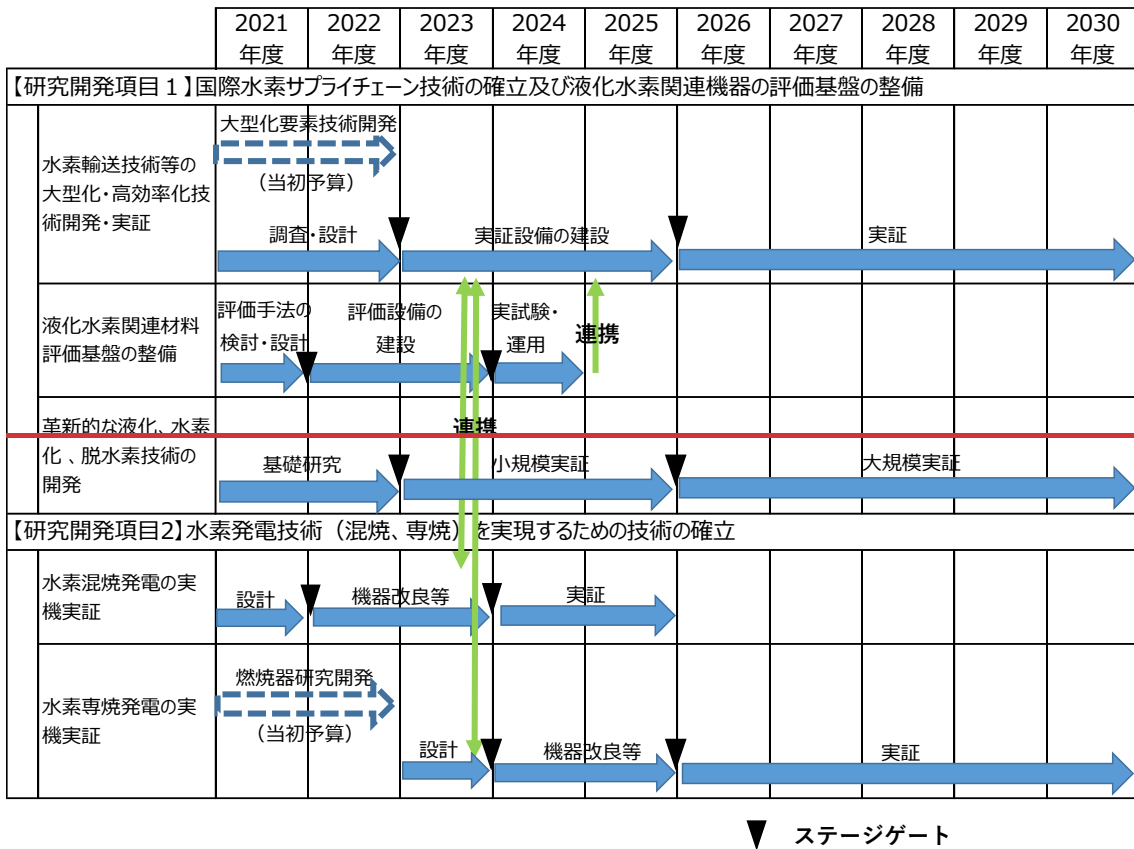 2021 2022 2023 2024 2025 2026 2027 2028 2029 2030
年度 年度 年度 年度 年度 年度 年度 年度 年度 年度
【研究開発項目1】国際水素サプライチェーン技術の確立及び液化水素関連機器の評価基盤の整備
水素輸送技術等の
大型化・高効率化技
術開発・実証
大型化要素技術開発
(当初予算)
調査・設計
実証設備の建設
実証
液化水素関連材料
評価基盤の整備
評価手法の
検討・設計
評価設備の
建設
実試験・
運用
連携
革新的な液化、水素
化、脱水素技術の
開発
連携
基礎研究
小規模実証
大規模実証
【研究開発項目2】水素発電技術(混焼、専焼)を実現するための技術の確立
水素混焼発電の実
機実証
設計
機器改良等
実証
水素専焼発電の実
機実証
燃焼器研究開発
(当初予算)
設計
機器改良等
実証
ステージゲート